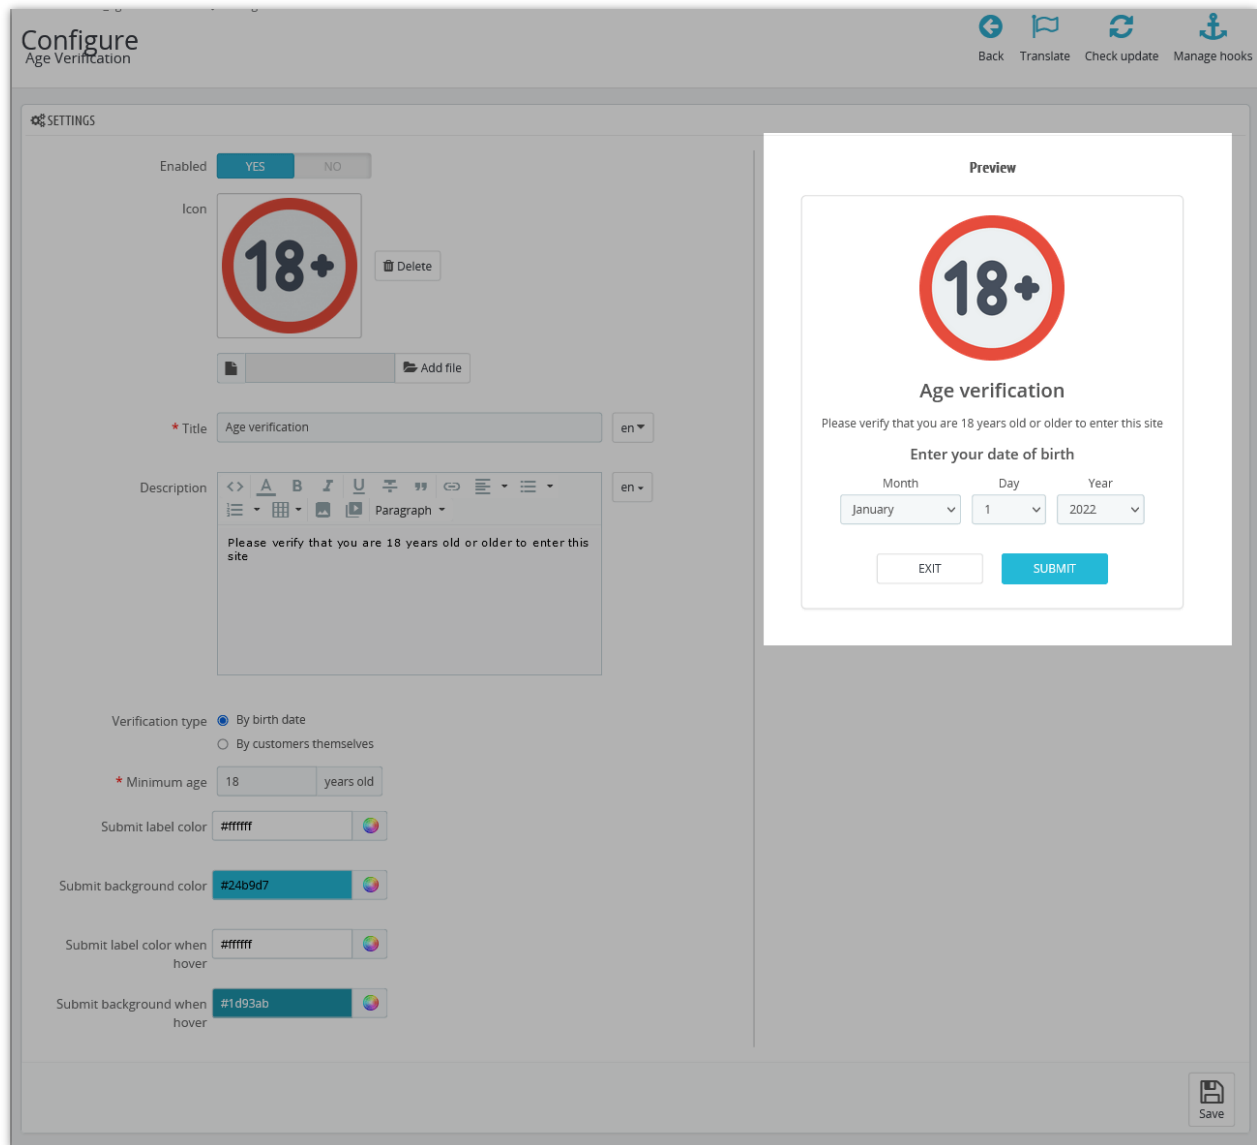 Configure
Age Verification
Back
Translate
Check update
Manage hooks
SETTINGS
Enabled
YES
NO
Icon
18+
Delete
Add file
* Title
Age verification
en
Description
A B I U T
Paragraph
en
Please verify that you are 18 years old or older to enter this
site
Verification type
By birth date
By customers themselves
* Minimum age
18
years old
Submit label color
#ffffff
Submit background color
#24b9d7
Submit label color when
hover
#ffffff
Submit background when
hover
#1d93ab
Preview
18+
Age verification
Please verify that you are 18 years old or older to enter this site
Enter your date of birth
Month
Day
Year
January
1
2022
EXIT
SUBMIT
Save